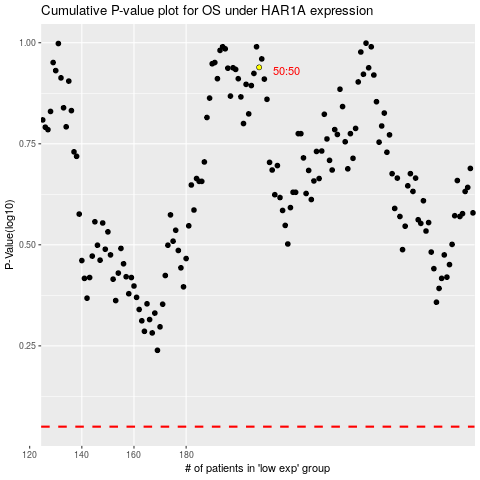 Cumulative P-value plot for OS under HAR1A expression
P-Value(log10)
1.00
0.75
0.50
0.25
50:50
120 140 160 180
# of patients in 'low exp' group